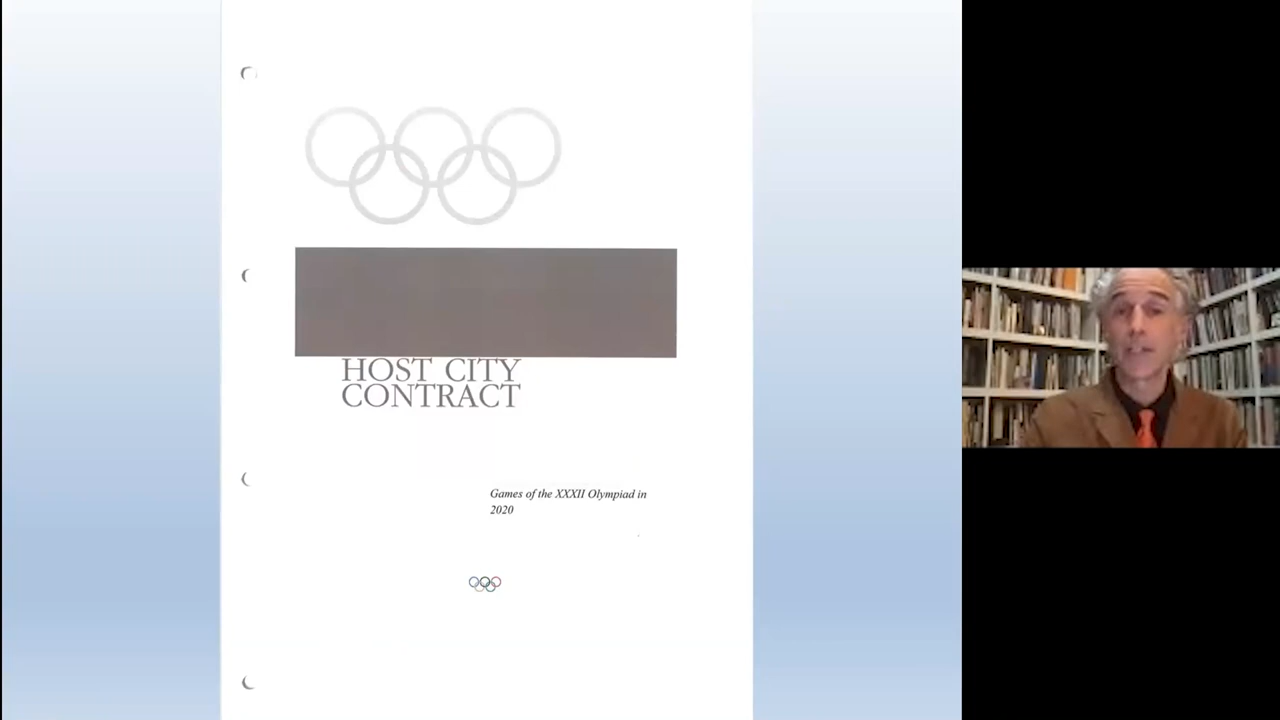 HOST CITY
CONTRACT
Games of the XXXII Olympiad in
2020